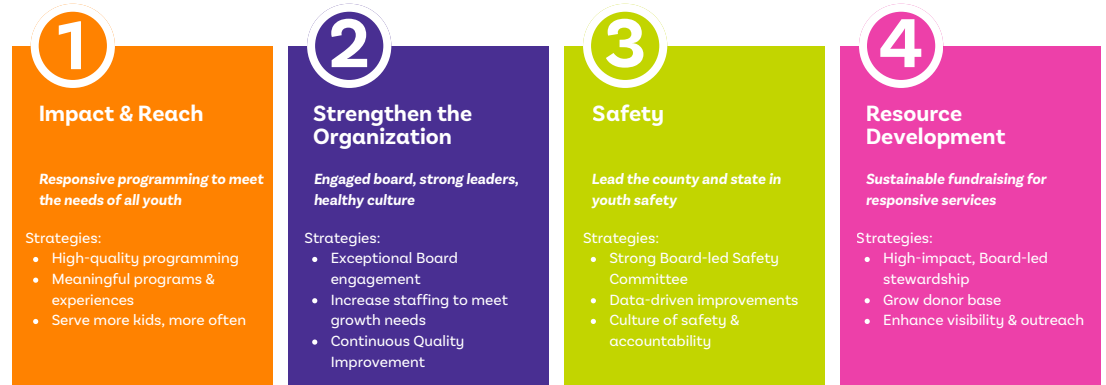 1
Impact & Reach
Responsive programming to meet
the needs of all youth
Strategies:
• High-quality programming
• Meaningful programs &
experiences
• Serve more kids, more often
2
Strengthen the
Organization
Engaged board, strong leaders,
healthy culture
Strategies:
• Exceptional Board
engagement
• Increase staffing to meet
growth needs
• Continuous Quality
Improvement
3
Safety
Lead the county and state in
youth safety
Strategies:
• Strong Board-led Safety
Committee
• Data-driven improvements
• Culture of safety &
accountability
4
Resource
Development
Sustainable fundraising for
responsive services
Strategies:
• High-impact, Board-led
stewardship
• Grow donor base
• Enhance visibility & outreach